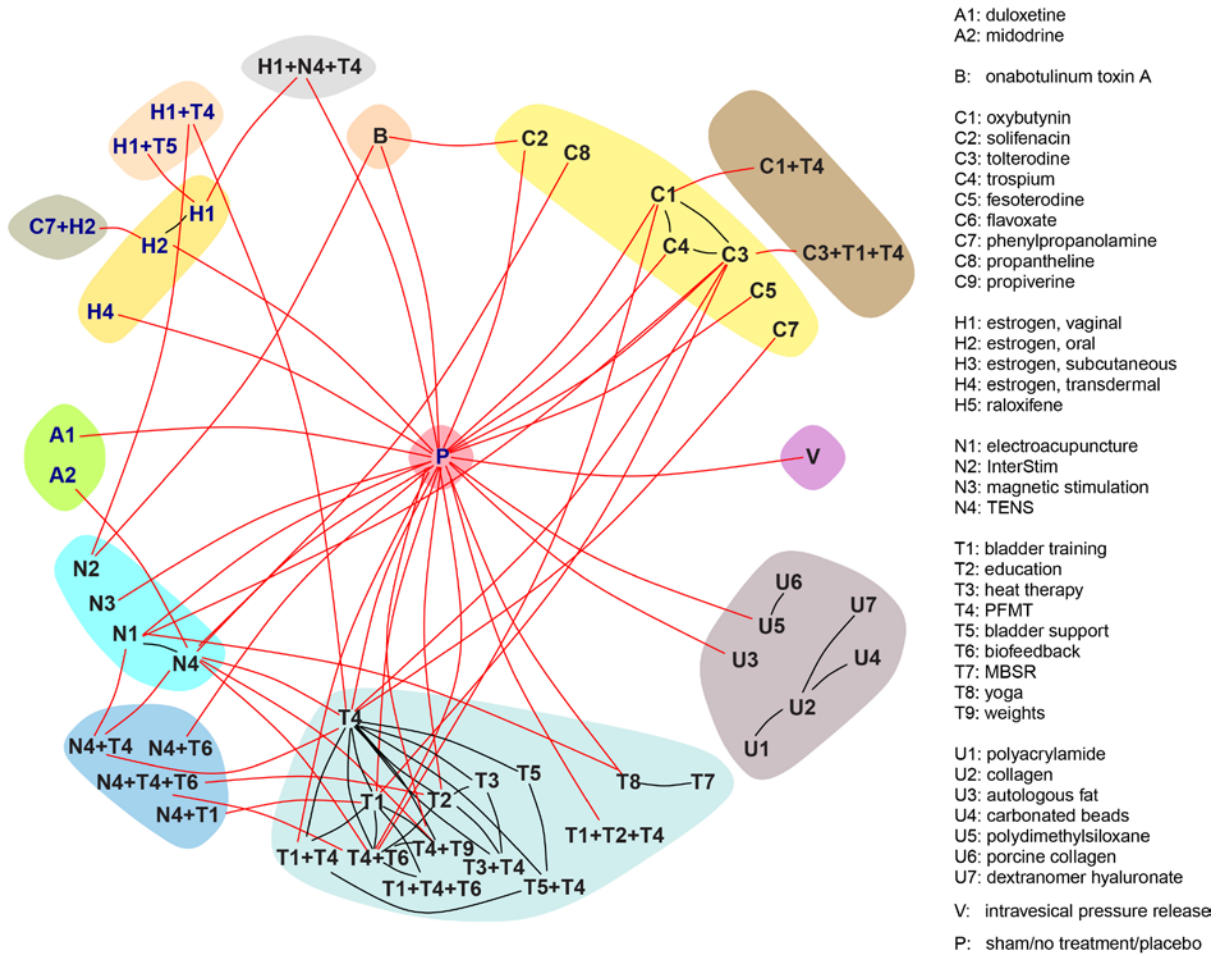 H1+N4+T4
H1+T4
H1+T5
B
C2
C8
C1+T4
C1
H1
C7+H2
H2
C4
C3
C3+T1+T4
C5
H4
C7
A1
P
V
A2
N2
N3
N1
N4
U6
U7
U5
U3
U4
U2
U1
T4
N4+T4
N4+T6
N4+T4+T6
N4+T1
T5
T3
T8
T7
T1
T2
T1+T2+T4
T1+T4
T4+T6
T4+T9
T3+T4
T1+T4+T6
T5+T4
A1: duloxetine
A2: midodrine
B: onabotulinum toxin A
C1: oxybutynin
C2: solifenacin
C3: tolterodine
C4: trospium
C5: fesoterodine
C6: flavoxate
C7: phenylpropanolamine
C8: propantheline
C9: propiverine
H1: estrogen, vaginal
H2: estrogen, oral
H3: estrogen, subcutaneous
H4: estrogen, transdermal
H5: raloxifene
N1: electroacupuncture
N2: InterStim
N3: magnetic stimulation
N4: TENS
T1: bladder training
T2: education
T3: heat therapy
T4: PFMT
T5: bladder support
T6: biofeedback
T7: MBSR
T8: yoga
T9: weights
U1: polyacrylamide
U2: collagen
U3: autologous fat
U4: carbonated beads
U5: polydimethylsiloxane
U6: porcine collagen
U7: dextranomer hyaluronate
V: intravesical pressure release
P: sham/no treatment/placebo